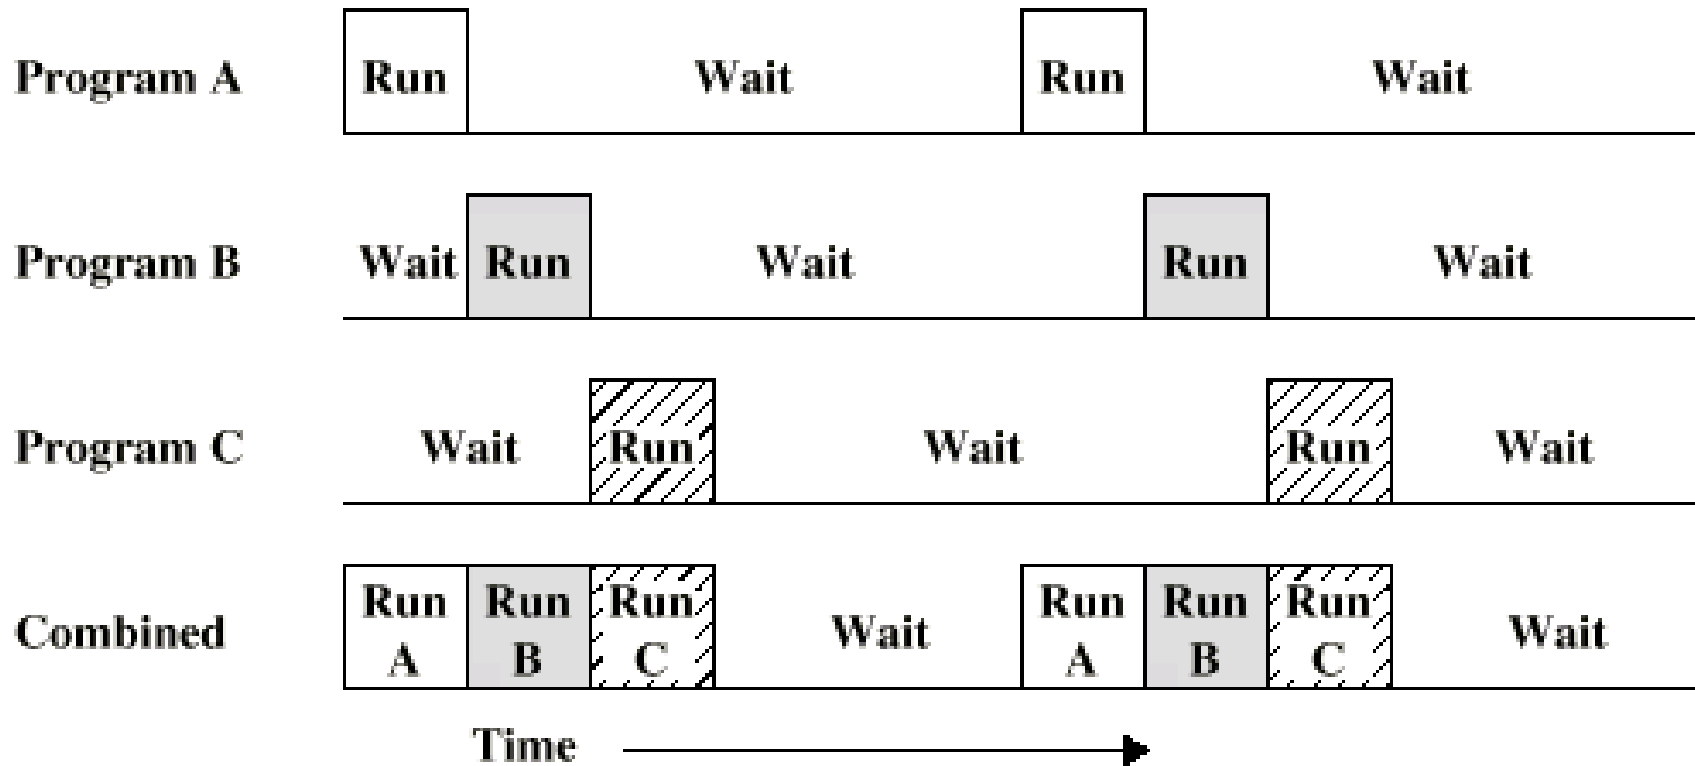 Program A Run Wait Run Wait
Program B Wait Run Wait Run Wait
Program C Wait Run Wait Run Wait
Combined Run A Run B Run C Wait Run A Run B Run C Wait
Time